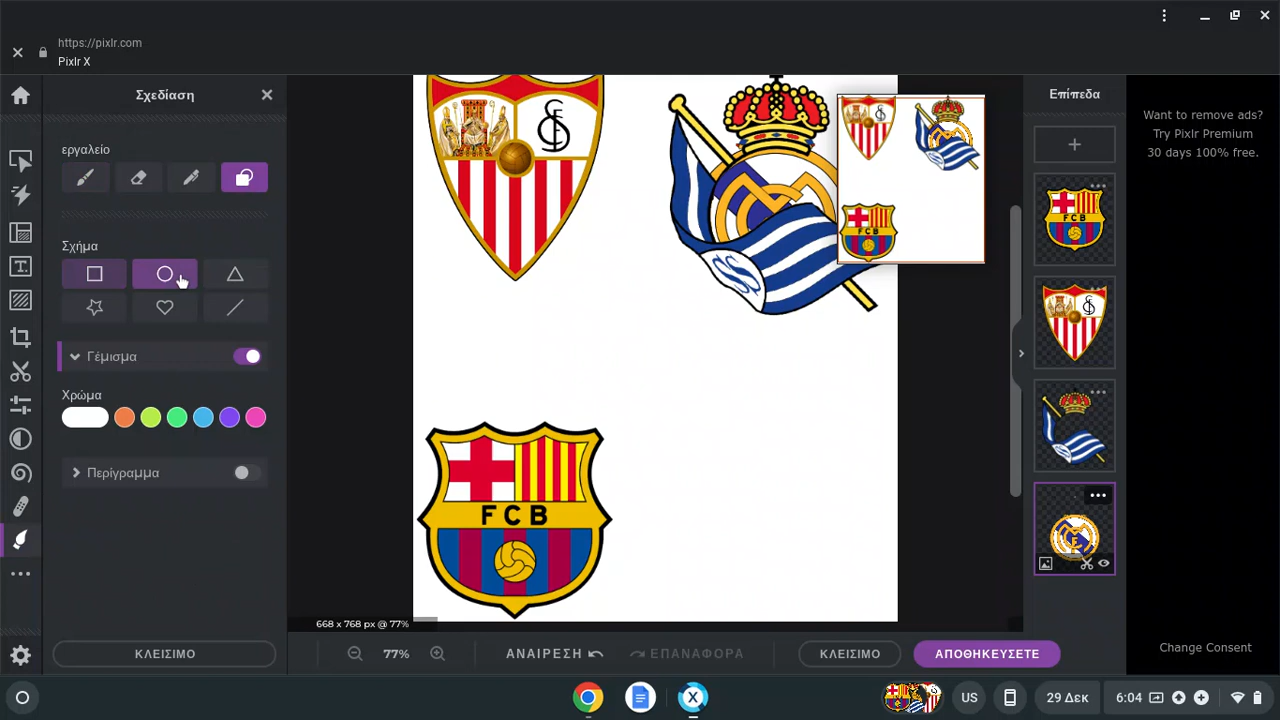 https://pixlr.com
Pixlr X
Σχεδίαση
εργαλείο
Σχήμα
Γέμισμα
Χρώμα
Περίγραμμα
ΚΛΕΙΣΙΜΟ
FCB
668 x 768 px @ 77%
77%
ΑΝΑΙΡΕΣΗ
ΕΠΑΝΑΦΟΡΑ
ΚΛΕΙΣΙΜΟ
ΑΠΟΘΗΚΕΥΣΕΤΕ
Επίπεδα
FCB
FCB
Want to remove ads?
Try Pixlr Premium
30 days 100% free.
Change Consent
US
29 Δεκ
6:04